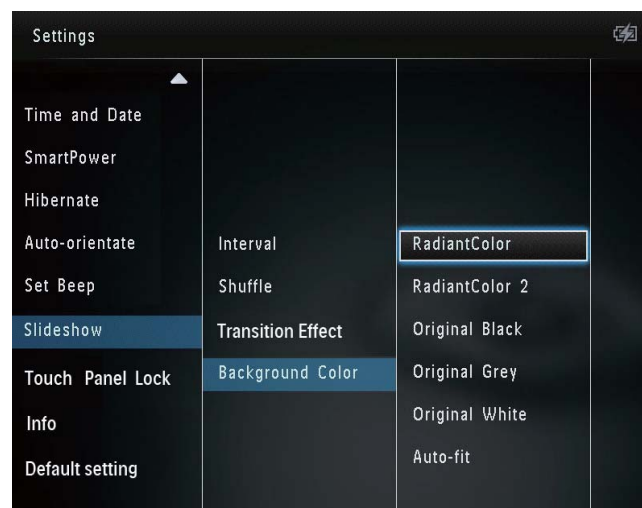 Settings
Time and Date
SmartPower
Hibernate
Auto-orientate
Set Beep
Slideshow
Touch Panel Lock
Info
Default setting
Interval
Shuffle
Transition Effect
Background Color
RadiantColor
RadiantColor 2
Original Black
Original Grey
Original White
Auto-fit